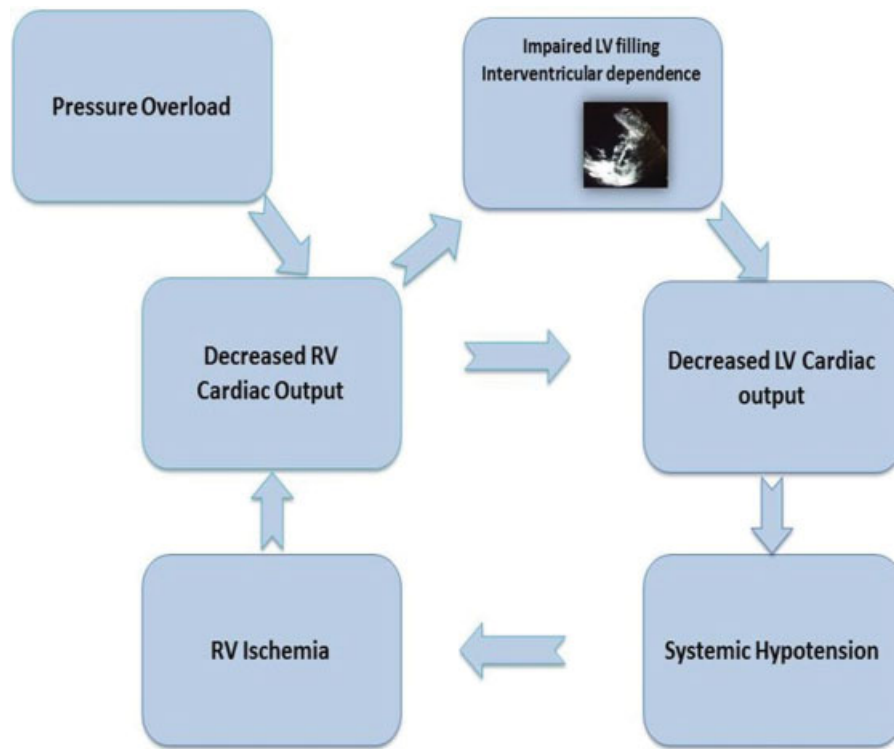 Pressure Overload
Impaired LV filling
Interventricular dependence
Decreased RV
Cardiac Output
Decreased LV Cardiac
output
RV Ischemia
Systemic Hypotension